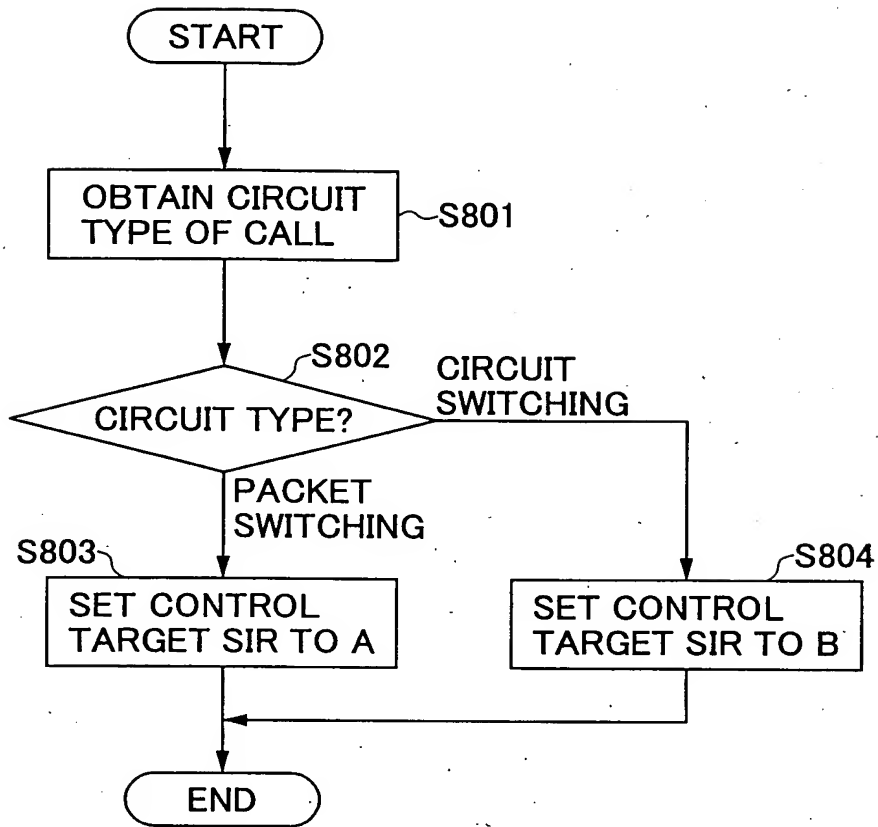 START
OBTAIN CIRCUIT
TYPE OF CALL
S801
S802
CIRCUIT TYPE?
CIRCUIT
SWITCHING
PACKET
SWITCHING
S803
SET CONTROL
TARGET SIR TO A
S804
SET CONTROL
TARGET SIR TO B
END